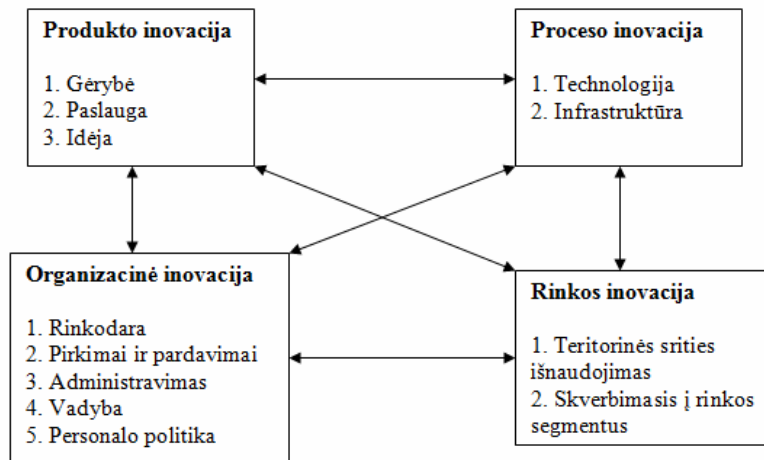 Produkto inovacija
1. Gėrybė
2. Paslauga
3. Idėja
Proceso inovacija
1. Technologija
2. Infrastruktūra
Organizacinė inovacija
1. Rinkodara
2. Pirkimai ir pardavimai
3. Administravimas
4. Vadyba
5. Personalo politika
Rinkos inovacija
1. Teritorinės srities
išnaudojimas
2. Skverbimasis į rinkos
segmentus